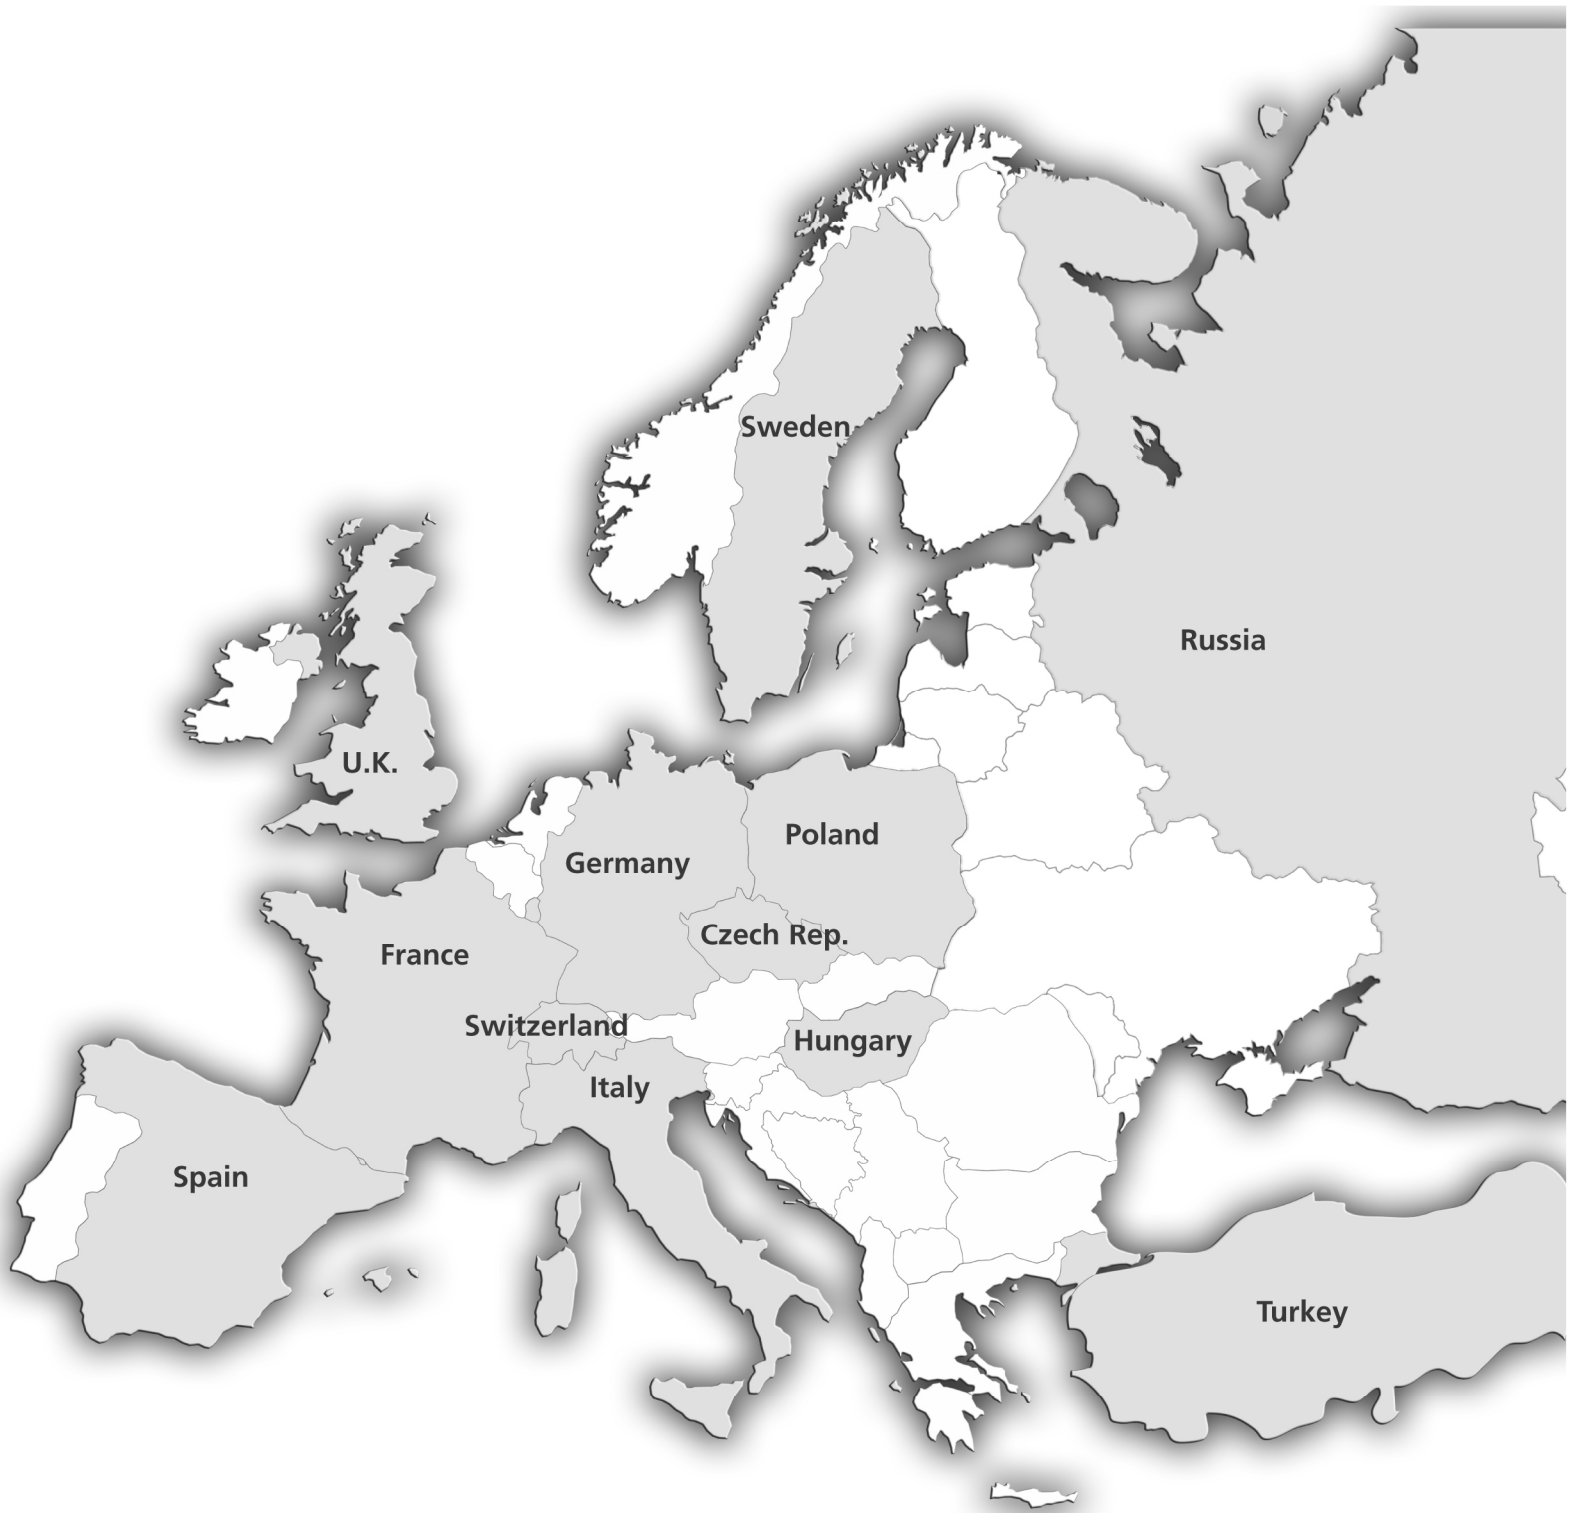 Sweden
Russia
U.K.
Poland
Germany
Czech Rep.
France
Switzerland
Hungary
Italy
Spain
Turkey